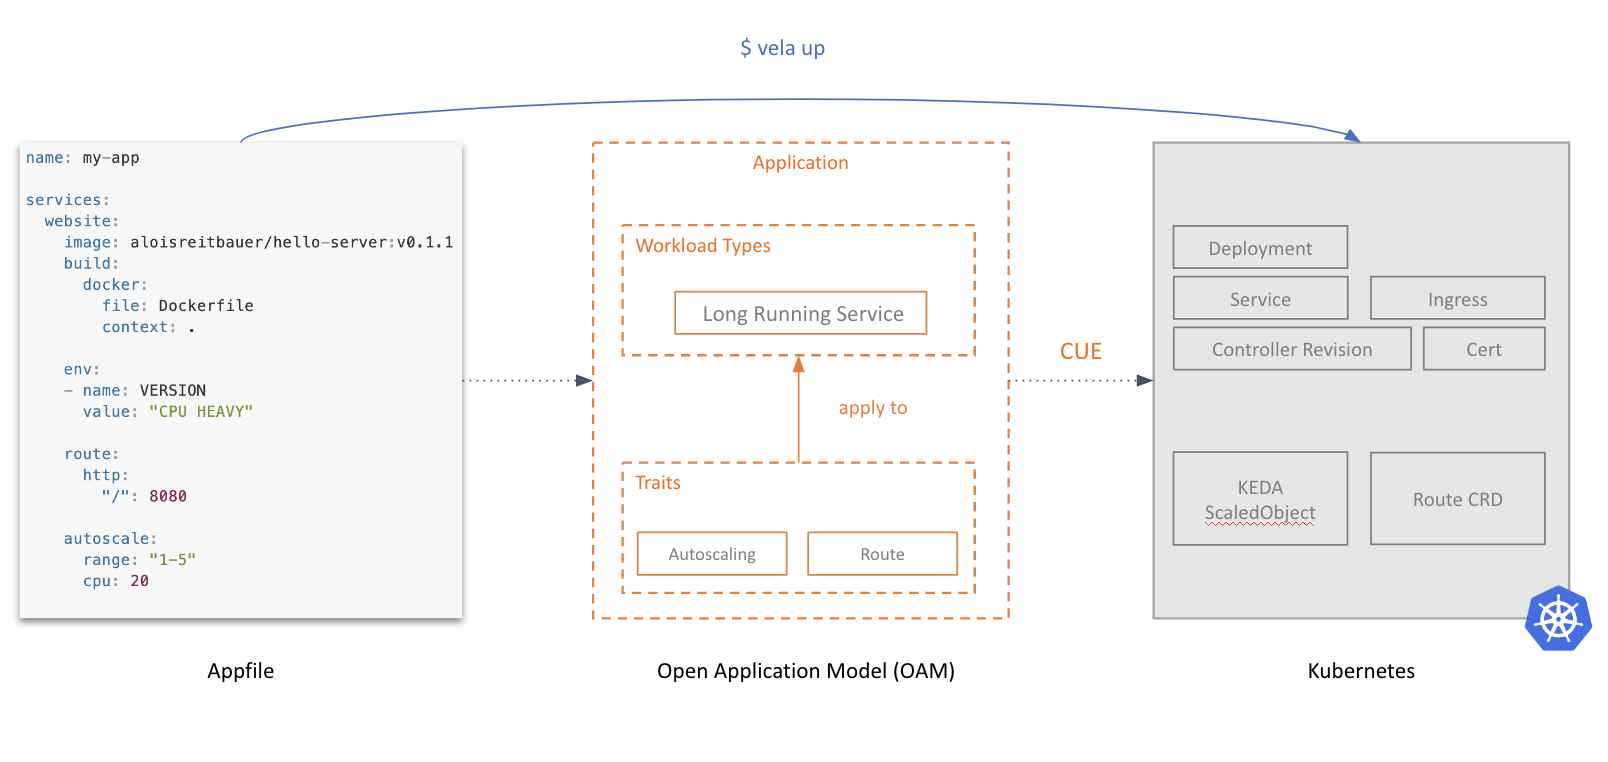 $ vela up
name: my-app
services:
website:
image: aloisreitbauer/hello-server:v0.1.1
build:
docker:
file: Dockerfile
context: .
env:
- name: VERSION
value: "CPU HEAVY"
route:
http:
"/": 8080
autoscale:
range: "1-5"
cpu: 20
Appfile
Application
Workload Types
Long Running Service
apply to
Traits
Autoscaling
Route
Open Application Model (OAM)
CUE
Deployment
Service
Ingress
Controller Revision
Cert
KEDA
ScaledObject
Route CRD
Kubernetes